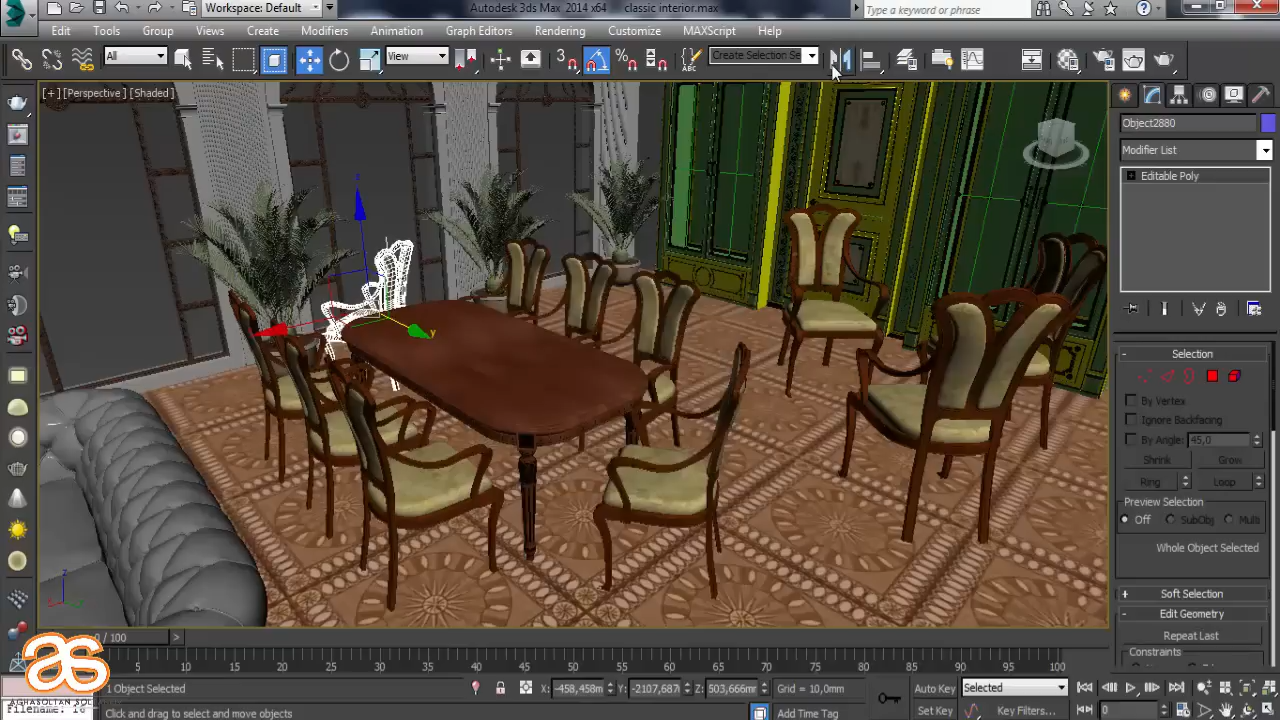 Workspace: Default
Autodesk 3ds Max 2014 x64 classic interior.max
Type a keyword or phrase
Edit Tools Group Views Create Modifiers Animation Graph Editors Rendering Customize MAXScript Help
All
View
3
Create Selection Se
[+] [Perspective] [Shaded]
Object2880
Modifier List
Editable Poly
z
y
- Selection
By Vertex
Ignore Backfacing
By Angle: 45,0
Shrink Grow
Ring Loop
Preview Selection
Off SubObj Multi
Whole Object Selected
+ Soft Selection
- Edit Geometry
Repeat Last
Constraints
0 / 100 >
5 10 15 20 25 30 35 40 45 50 55 60 65 70 75 80 85 90 95 100
as
AGHASOLTAN SOL
1 Object Selected
X: -458,458m Y: -2107,687 Z: 503,666m Grid = 10,0mm
Auto Key Selected
Click and drag to select and move objects
Add Time Tag
Set Key Key Filters... 0